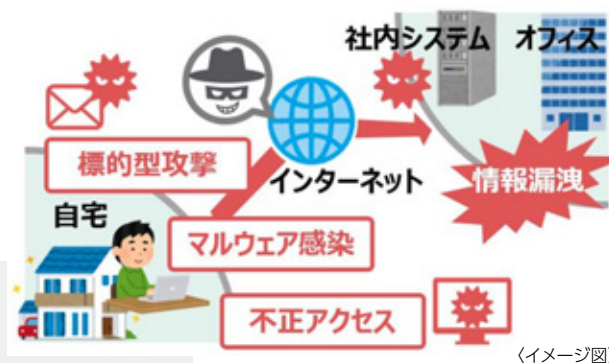 社内システム オフィス
標的型攻撃
インターネット
情報漏洩
自宅
マルウェア感染
不正アクセス
〈イメージ図